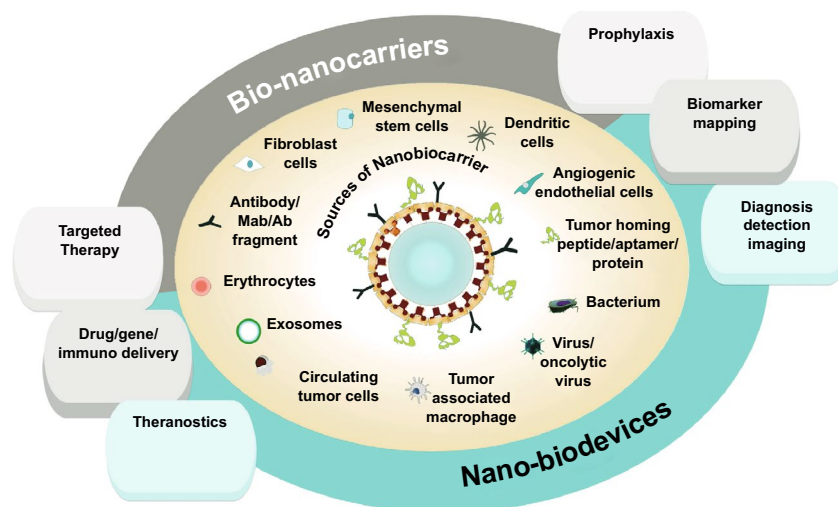 Bio-nanocarriers
Prophylaxis
Biomarker
mapping
Diagnosis
detection
imaging
Mesenchymal
stem cells
Dendritic
cells
Fibroblast
cells
Sources of Nanobiocarrier
Angiogenic
endothelial cells
Antibody/
Mab/Ab
fragment
Tumor homing
peptide/aptamer/
protein
Targeted
Therapy
Erythrocytes
Bacterium
Drug/gene/
immuno delivery
Exosomes
Virus/
oncolytic
virus
Circulating
tumor cells
Tumor
associated
macrophage
Theranostics
Nano-biodevices